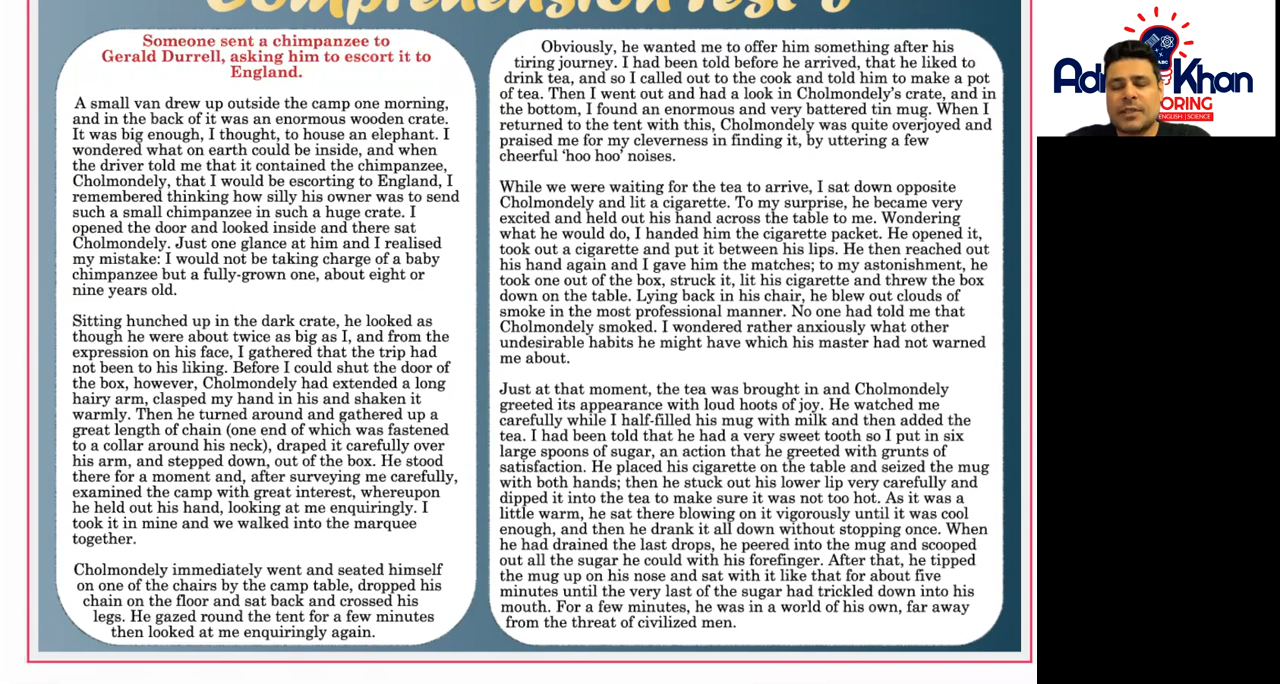 Comprehension Test 6
Someone sent a chimpanzee to
Gerald Durrell, asking him to escort it to
England.
A small van drew up outside the camp one morning,
and in the back of it was an enormous wooden crate.
It was big enough, I thought, to house an elephant. I
wondered what on earth could be inside, and when
the driver told me that it contained the chimpanzee,
Cholmondely, that I would be escorting to England, I
remembered thinking how silly his owner was to send
such a small chimpanzee in such a huge crate. I
opened the door and looked inside and there sat
Cholmondely. Just one glance at him and I realised
my mistake: I would not be taking charge of a baby
chimpanzee but a fully-grown one, about eight or
nine years old.
Sitting hunched up in the dark crate, he looked as
though he were about twice as big as I, and from the
expression on his face, I gathered that the trip had
not been to his liking. Before I could shut the door of
the box, however, Cholmondely had extended a long
hairy arm, clasped my hand in his and shaken it
warmly. Then he turned around and gathered up a
great length of chain (one end of which was fastened
to a collar around his neck), draped it carefully over
his arm, and stepped down, out of the box. He stood
there for a moment and, after surveying me carefully,
examined the camp with great interest, whereupon
he held out his hand, looking at me enquiringly. I
took it in mine and we walked into the marquee
together.
Cholmondely immediately went and seated himself
on one of the chairs by the camp table, dropped his
chain on the floor and sat back and crossed his
legs. He gazed round the tent for a few minutes
then looked at me enquiringly again.
Obviously, he wanted me to offer him something after his
tiring journey. I had been told before he arrived, that he liked to
drink tea, and so I called out to the cook and told him to make a pot
of tea. Then I went out and had a look in Cholmondely's crate, and in
the bottom, I found an enormous and very battered tin mug. When I
returned to the tent with this, Cholmondely was quite overjoyed and
praised me for my cleverness in finding it, by uttering a few
cheerful 'hoo hoo' noises.
While we were waiting for the tea to arrive, I sat down opposite
Cholmondely and lit a cigarette. To my surprise, he became very
excited and held out his hand across the table to me. Wondering
what he would do, I handed him the cigarette packet. He opened it,
took out a cigarette and put it between his lips. He then reached out
his hand again and I gave him the matches; to my astonishment, he
took one out of the box, struck it, lit his cigarette and threw the box
down on the table. Lying back in his chair, he blew out clouds of
smoke in the most professional manner. No one had told me that
Cholmondely smoked. I wondered rather anxiously what other
undesirable habits he might have which his master had not warned
me about.
Just at that moment, the tea was brought in and Cholmondely
greeted its appearance with loud hoots of joy. He watched me
carefully while I half-filled his mug with milk and then added the
tea. I had been told that he had a very sweet tooth so I put in six
large spoons of sugar, an action that he greeted with grunts of
satisfaction. He placed his cigarette on the table and seized the mug
with both hands; then he stuck out his lower lip very carefully and
dipped it into the tea to make sure it was not too hot. As it was a
little warm, he sat there blowing on it vigorously until it was cool
enough, and then he drank it all down without stopping once. When
he had drained the last drops, he peered into the mug and scooped
out all the sugar he could with his forefinger. After that, he tipped
the mug up on his nose and sat with it like that for about five
minutes until the very last of the sugar had trickled down into his
mouth. For a few minutes, he was in a world of his own, far away
from the threat of civilized men.
Khan
ENGLISH | SCIENCE